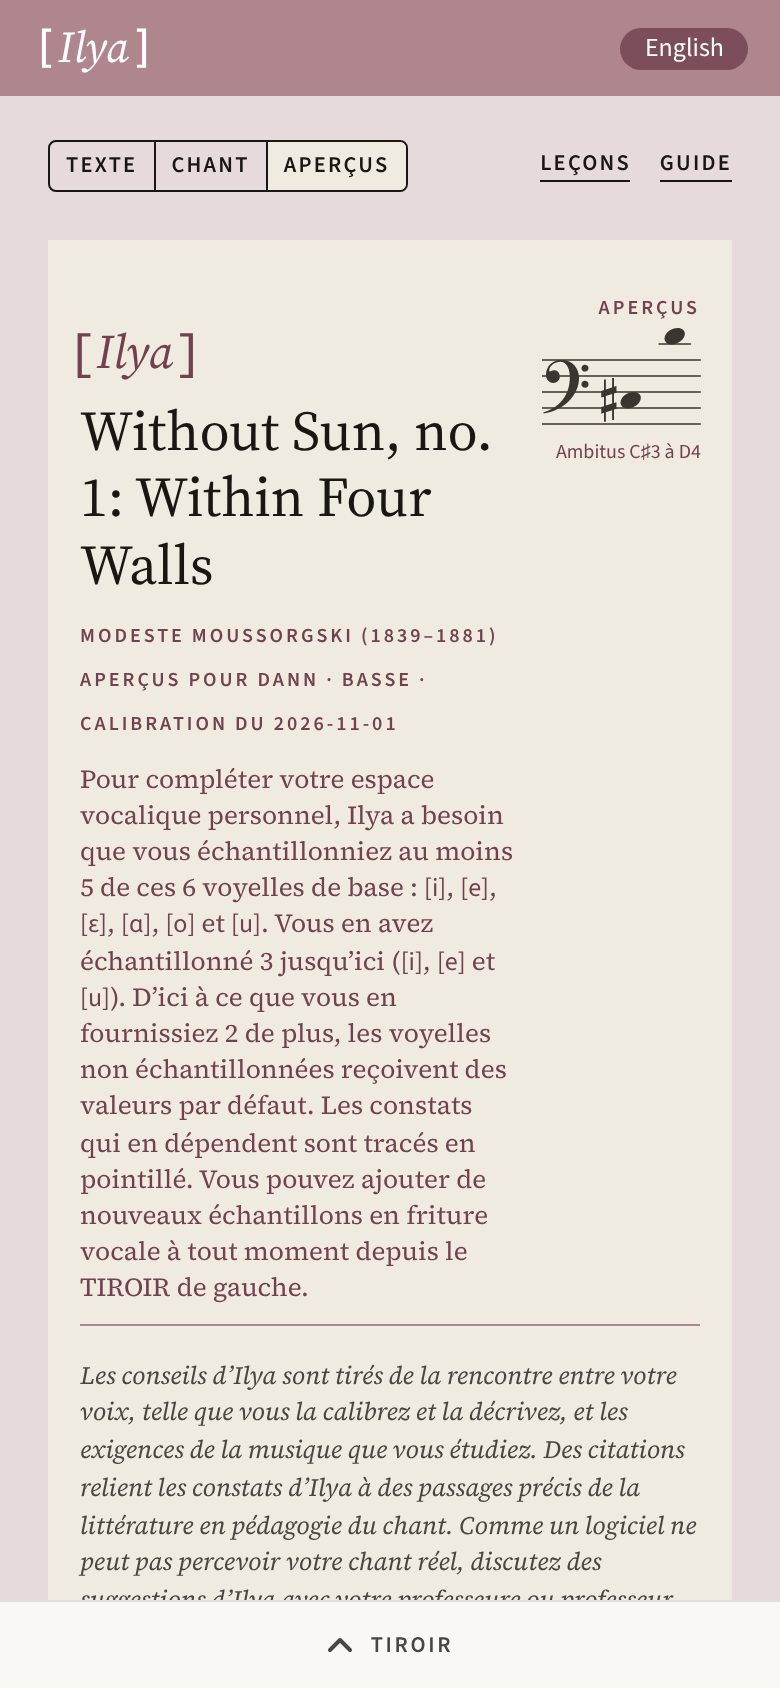 [Ilya]
English
TEXTE CHANT APERÇUS
LEÇONS GUIDE
APERÇUS
[Ilya]
Ambitus C♯3 à D4
Without Sun, no.
1: Within Four
Walls
MODESTE MOUSSORGSKI (1839–1881)
APERÇUS POUR DANN · BASSE ·
CALIBRATION DU 2026-11-01
Pour compléter votre espace
vocalique personnel, Ilya a besoin
que vous échantillonniez au moins
5 de ces 6 voyelles de base : [i], [e],
[ɛ], [ɑ], [o] et [u]. Vous en avez
échantillonné 3 jusqu’ici ([i], [e] et
[u]). D’ici à ce que vous en
fournissiez 2 de plus, les voyelles
non échantillonnées reçoivent des
valeurs par défaut. Les constats
qui en dépendent sont tracés en
pointillé. Vous pouvez ajouter de
nouveaux échantillons en friture
vocale à tout moment depuis le
TIROIR de gauche.
Les conseils d’Ilya sont tirés de la rencontre entre votre
voix, telle que vous la calibrez et la décrivez, et les
exigences de la musique que vous étudiez. Des citations
relient les constats d’Ilya à des passages précis de la
littérature en pédagogie du chant. Comme un logiciel ne
peut pas percevoir votre chant réel, discutez des
suggestions d’Ilya avec votre professeure ou professeur
TIROIR